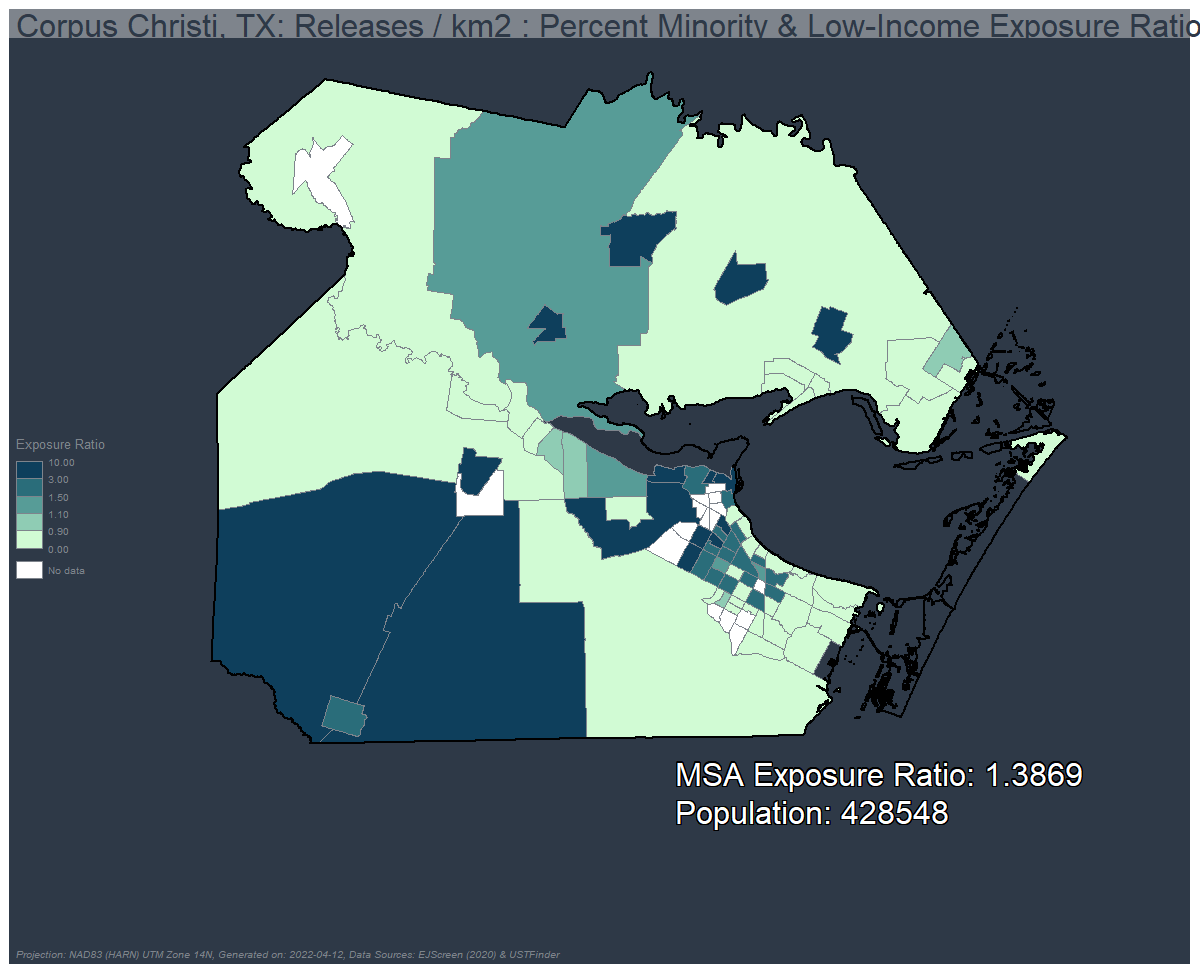 Corpus Christi, TX: Releases / km2 : Percent Minority & Low-Income Exposure Ratio
Exposure Ratio
10.00
3.00
1.50
1.10
0.90
0.00
No data
MSA Exposure Ratio: 1.3869
Population: 428548
Projection: NAD83 (HARN) UTM Zone 14N, Generated on: 2022-04-12, Data Sources: EJScreen (2020) & USTFinder